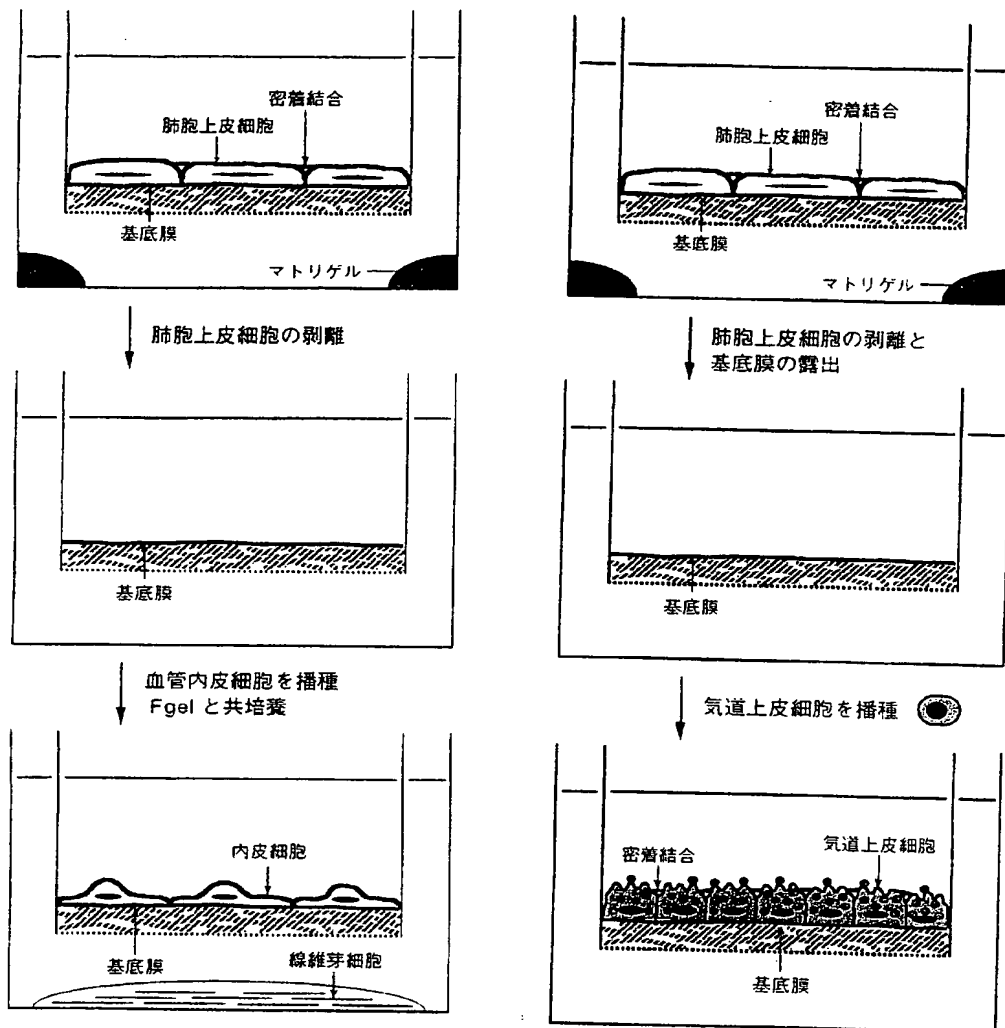 密着結合
肺胞上皮細胞
基底膜
マトリゲル
肺胞上皮細胞の剥離
基底膜
血管内皮細胞を播種
Fgel と共培養
内皮細胞
基底膜
線維芽細胞
密着結合
肺胞上皮細胞
基底膜
マトリゲル
肺胞上皮細胞の剥離と
基底膜の露出
基底膜
気道上皮細胞を播種
密着結合
気道上皮細胞
基底膜